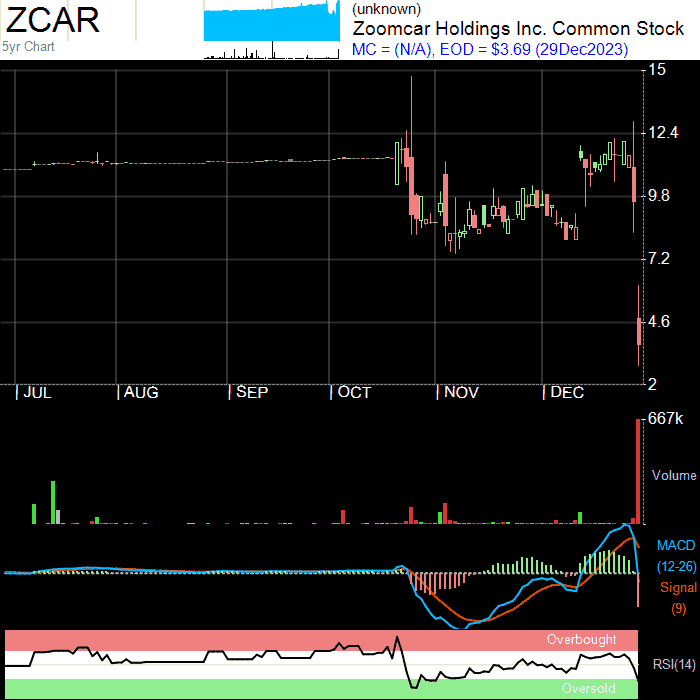 ZCAR
5yr Chart
(unknown)
Zoomcar Holdings Inc. Common Stock
MC = (N/A), EOD = $3.69 (29Dec2023)
15
12.4
9.8
7.2
4.6
2
JUL AUG SEP OCT NOV DEC
667k
Volume
MACD
(12-26)
Signal
(9)
Overbought
RSI(14)
Oversold